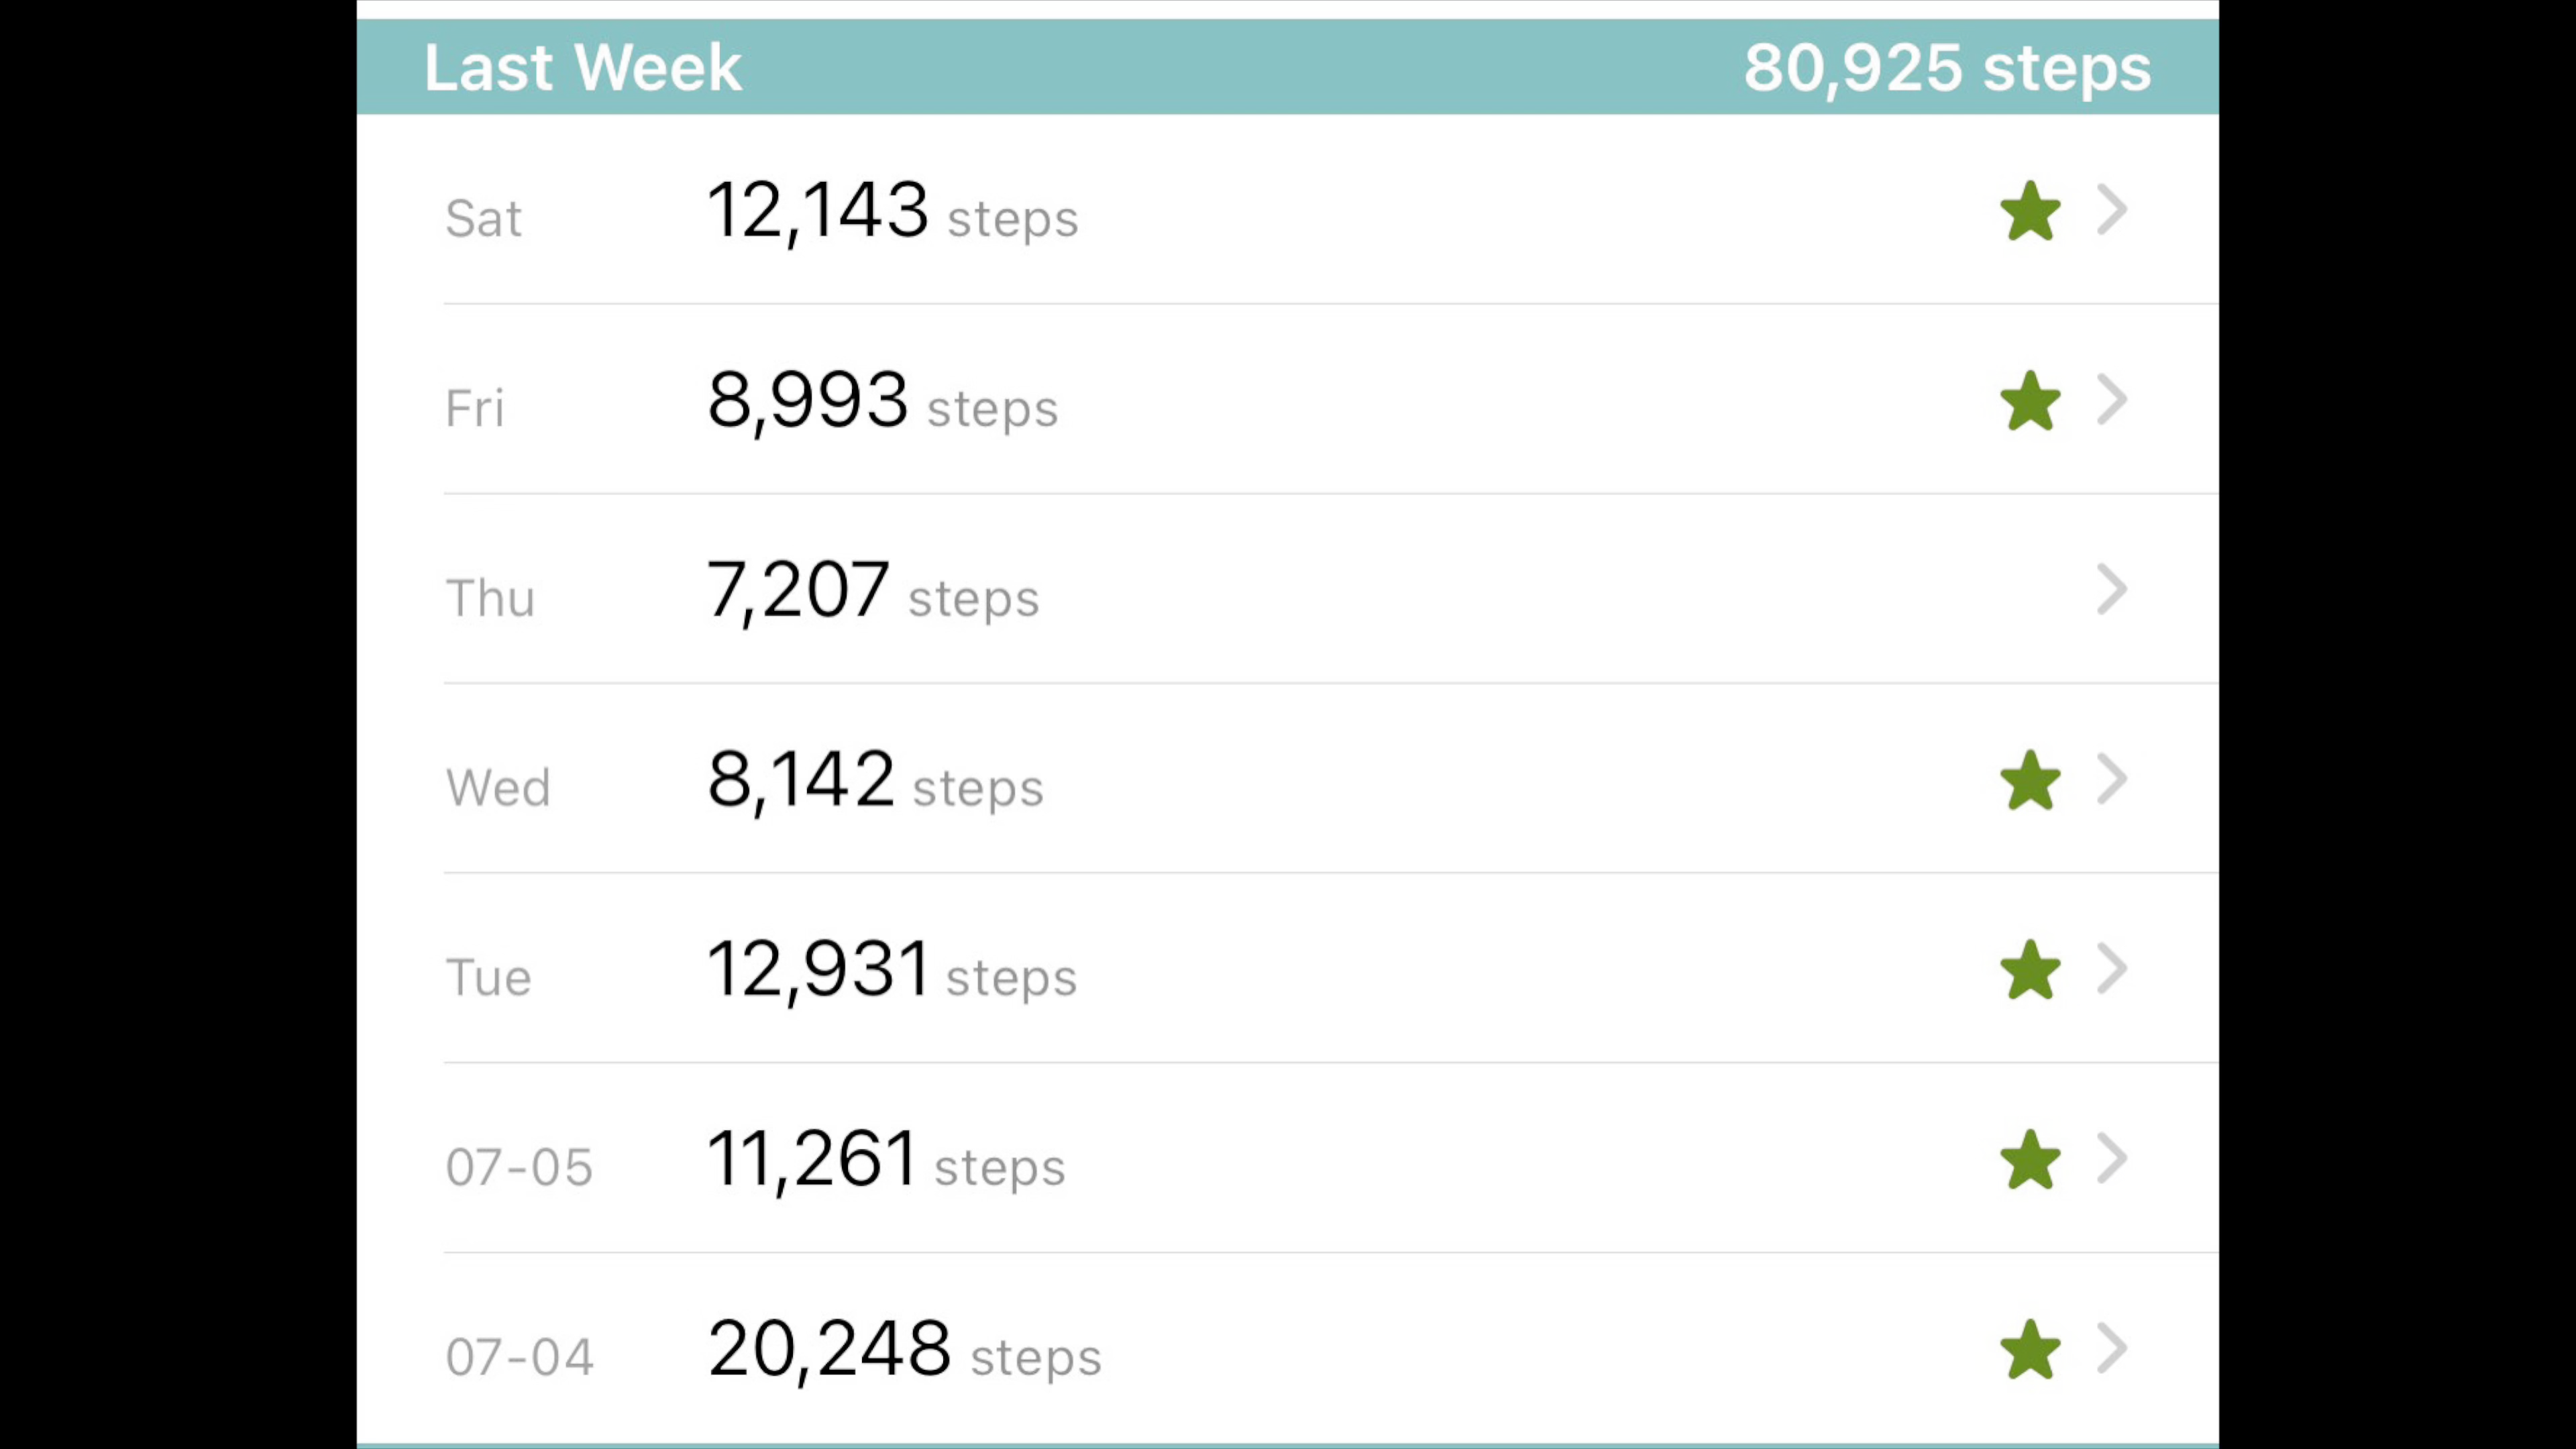 Last Week 80,925 steps
Sat 12,143 steps
Fri 8,993 steps
Thu 7,207 steps
Wed 8,142 steps
Tue 12,931 steps
07-05 11,261 steps
07-04 20,248 steps